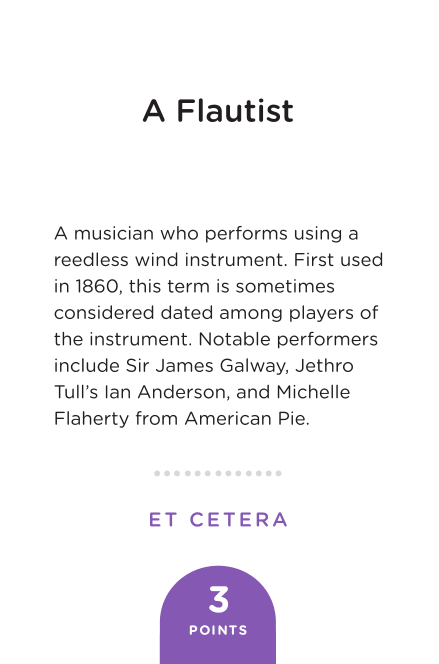 A Flautist
A musician who performs using a
reedless wind instrument. First used
in 1860, this term is sometimes
considered dated among players of
the instrument. Notable performers
include Sir James Galway, Jethro
Tull’s Ian Anderson, and Michelle
Flaherty from American Pie.
ET CETERA
3
POINTS